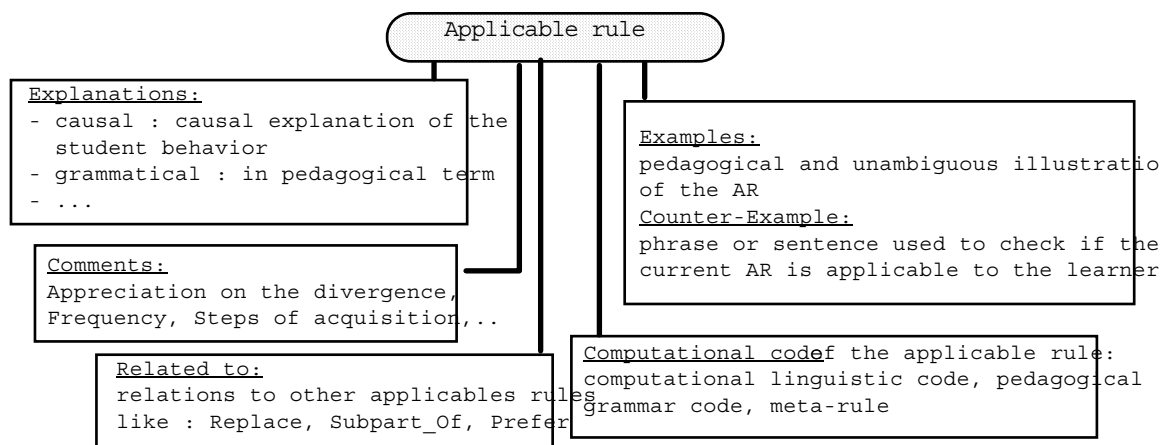 Applicable rule
Explanations:
- causal : causal explanation of the
student behavior
- grammatical : in pedagogical term
- ...
Comments:
Appreciation on the divergence,
Frequency, Steps of acquisition,..
Related to:
relations to other applicables rules
like : Replace, Subpart_Of, Prefer
Examples:
pedagogical and unambiguous illustratio
of the AR
Counter-Example:
phrase or sentence used to check if the
current AR is applicable to the learner
Computational code of the applicable rule:
computational linguistic code, pedagogical
grammar code, meta-rule